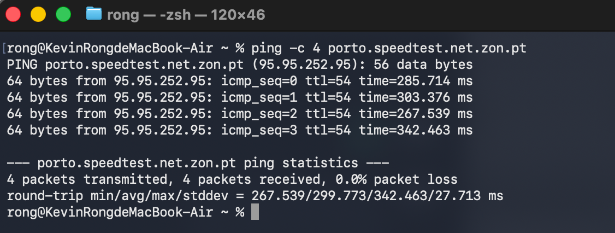 rong — -zsh — 120×46
[rong@KevinRongdeMacBook-Air ~ % ping -c 4 porto.speedtest.net.zon.pt
PING porto.speedtest.net.zon.pt (95.95.252.95): 56 data bytes
64 bytes from 95.95.252.95: icmp_seq=0 ttl=54 time=285.714 ms
64 bytes from 95.95.252.95: icmp_seq=1 ttl=54 time=303.376 ms
64 bytes from 95.95.252.95: icmp_seq=2 ttl=54 time=267.539 ms
64 bytes from 95.95.252.95: icmp_seq=3 ttl=54 time=342.463 ms
--- porto.speedtest.net.zon.pt ping statistics ---
4 packets transmitted, 4 packets received, 0.0% packet loss
round-trip min/avg/max/stddev = 267.539/299.773/342.463/27.713 ms
rong@KevinRongdeMacBook-Air ~ %